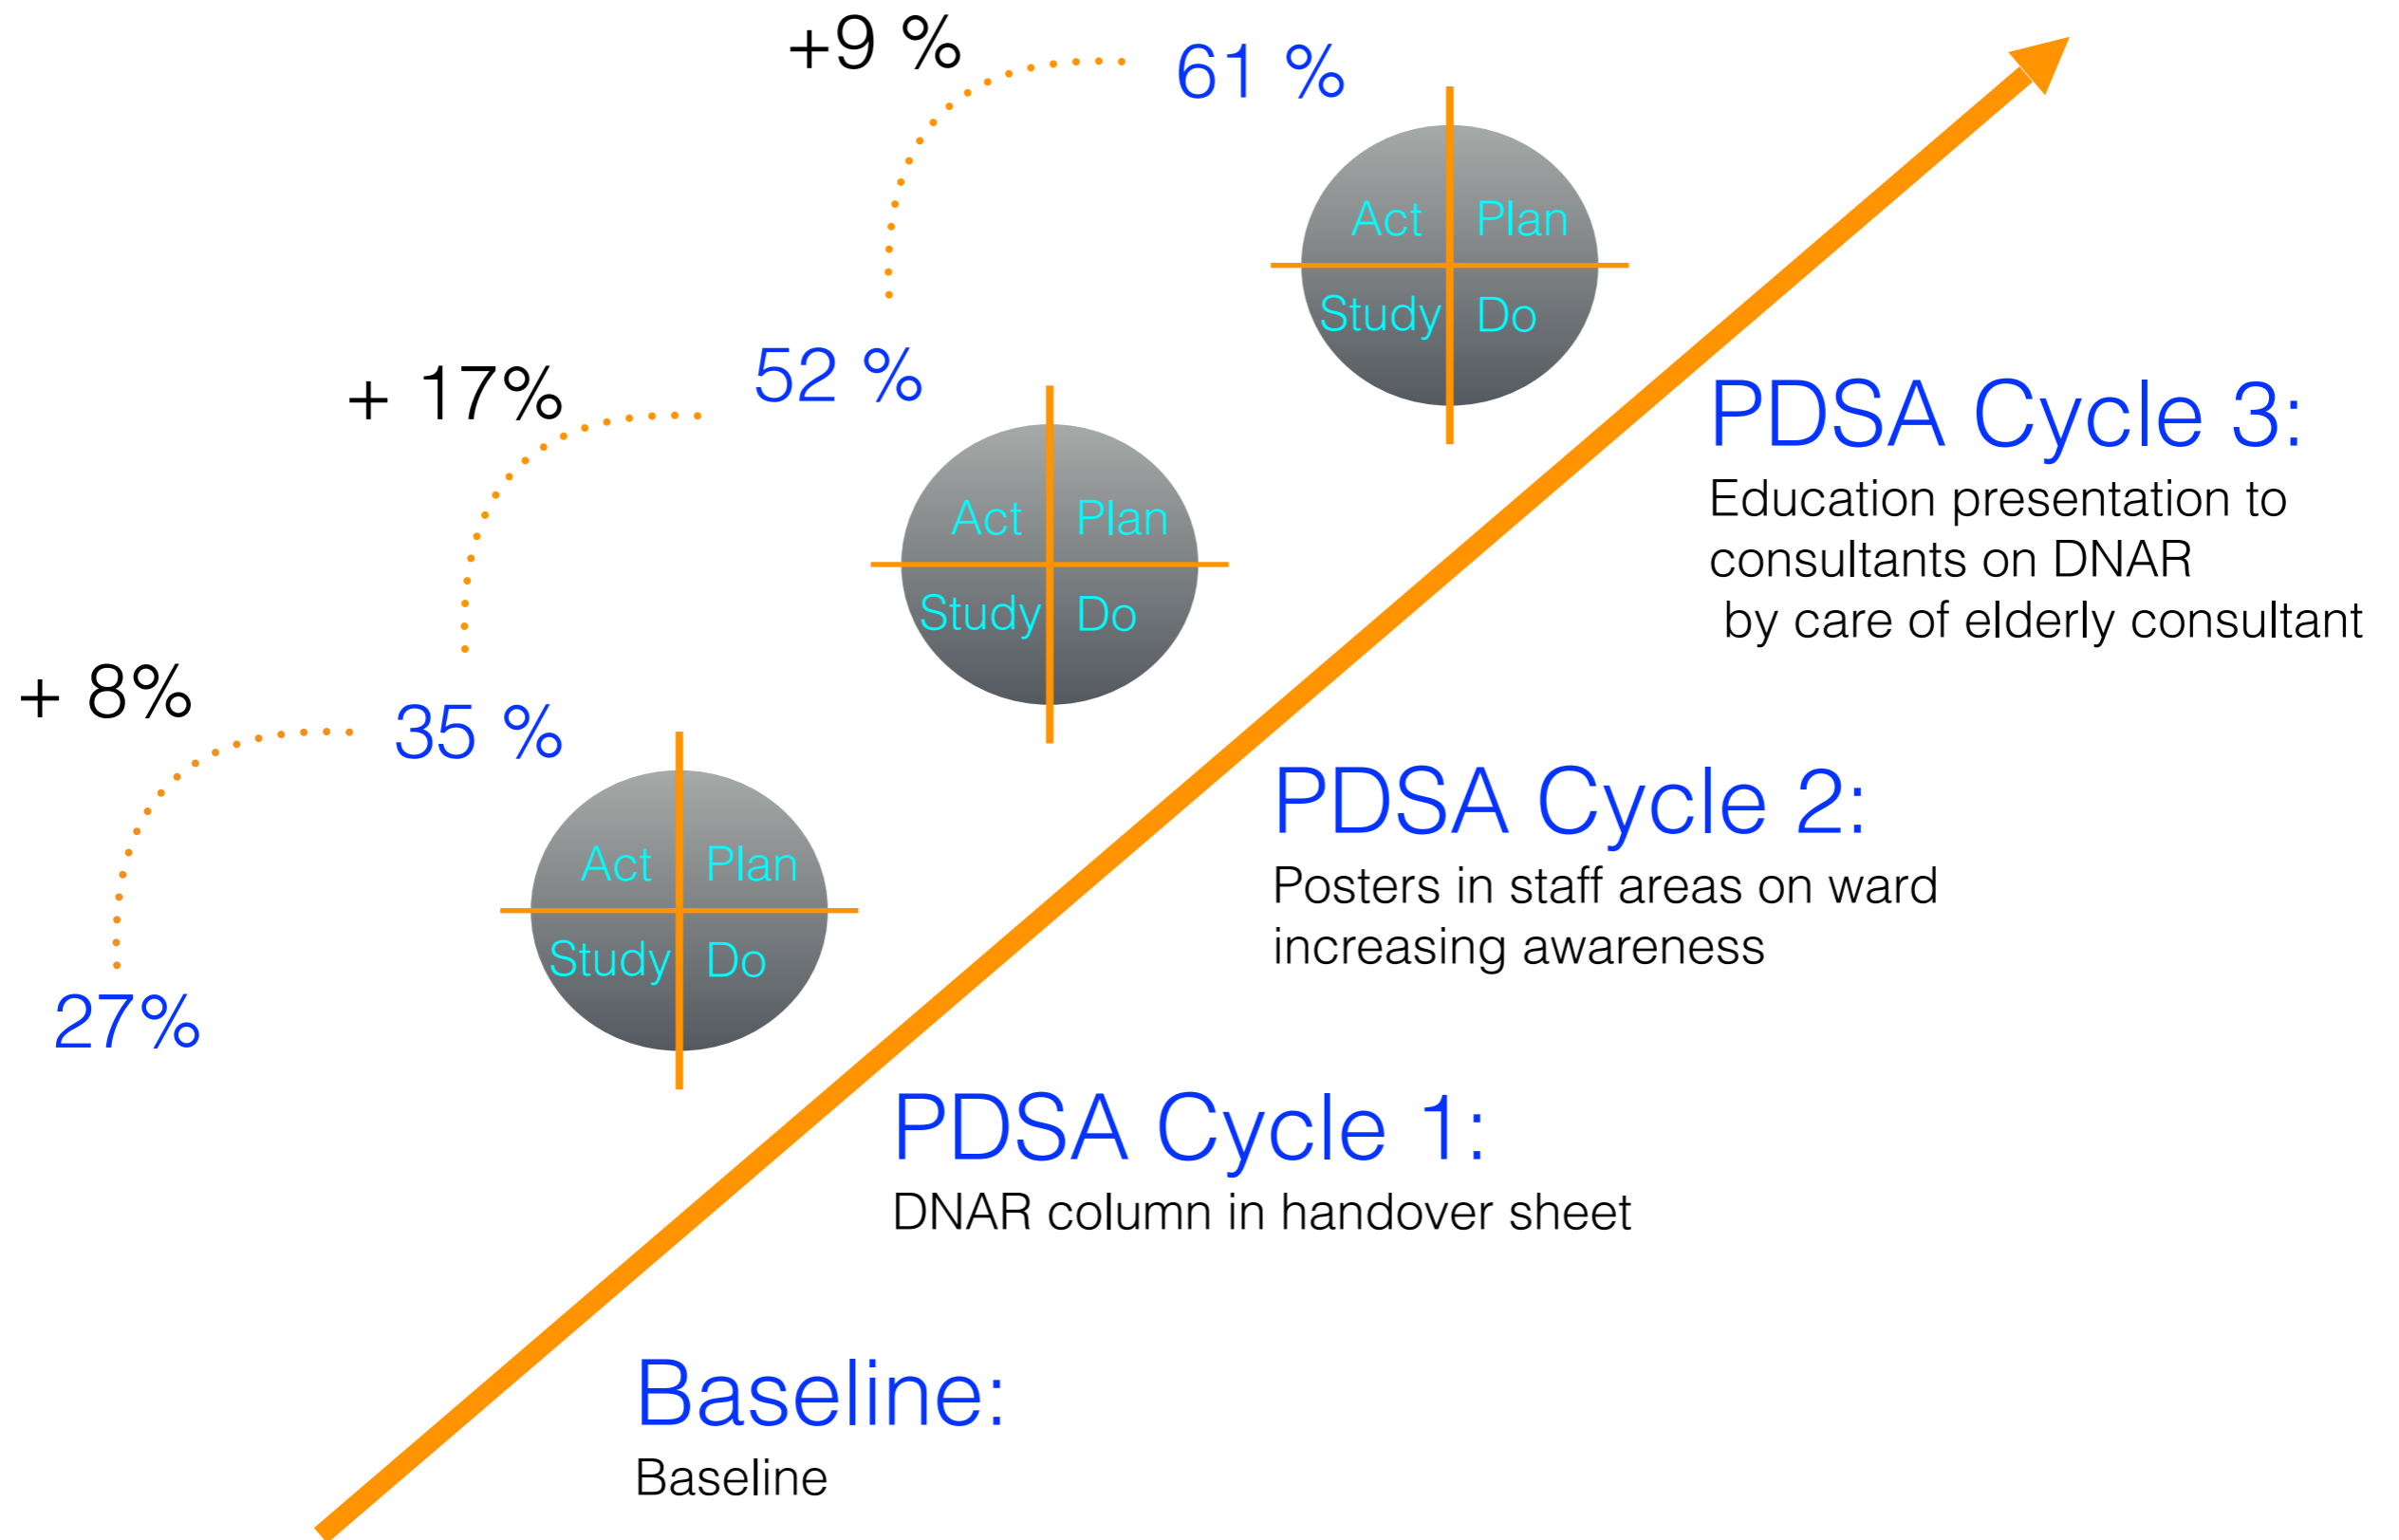 +9 %
61 %
Act Plan
Study Do
+ 17%
52 %
PDSA Cycle 3:
Education presentation to
consultants on DNAR
by care of elderly consultant
Act Plan
Study Do
+ 8%
35 %
PDSA Cycle 2:
Posters in staff areas on ward
increasing awareness
Act Plan
Study Do
27%
PDSA Cycle 1:
DNAR column in handover sheet
Baseline:
Baseline